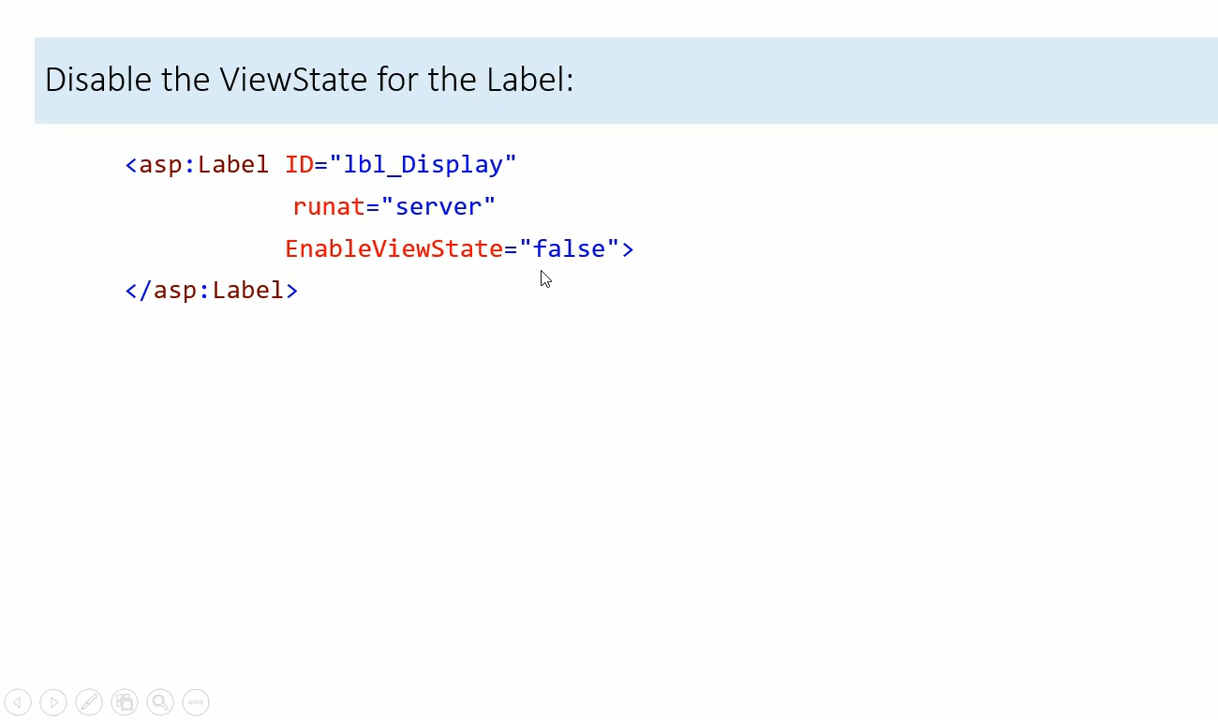 Disable the ViewState for the Label:
<asp:Label ID="lbl_Display"
runat="server"
EnableViewState="false">
</asp:Label>